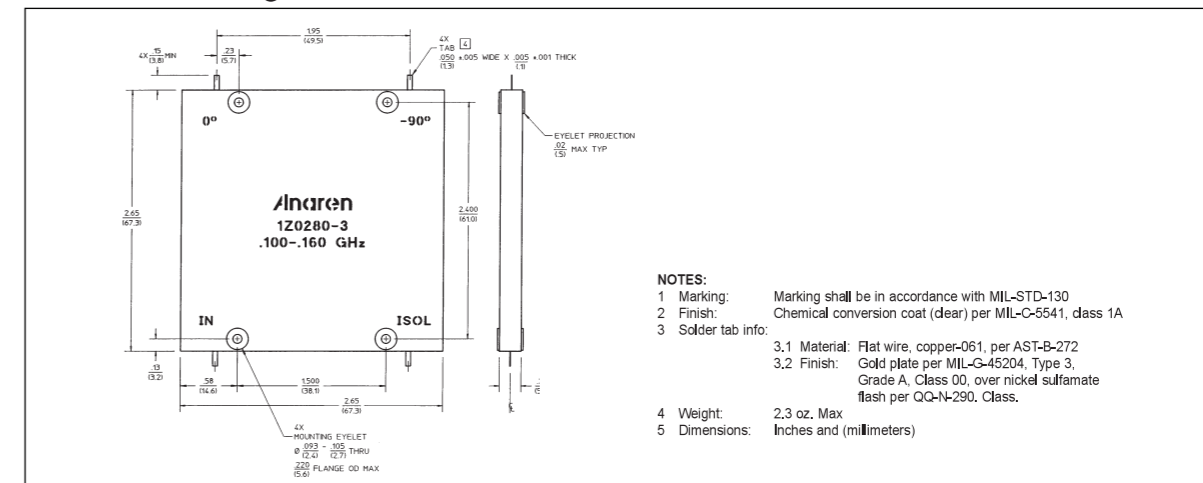 1.95
(49.5)
4X .15 MIN
(3.8)
.23
(5.7)
4X
TAB 4
.050 ±.005 WIDE X .005 ±.001 THICK
(1.3) (.1)
0° -90°
EYELET PROJECTION
.02 MAX TYP
(.5)
Anaren
1Z0280-3
.100-.160 GHz
2.65
(67.3)
2.400
(61.0)
IN ISOL
.13
(3.2)
.58
(14.6)
1.500
(38.1)
2.65
(67.3)
4X
MOUNTING EYELET
Ø .093 - .105 THRU
(2.4) (2.7)
.220 FLANGE OD MAX
(5.6)
NOTES:
1 Marking: Marking shall be in accordance with MIL-STD-130
2 Finish: Chemical conversion coat (clear) per MIL-C-5541, class 1A
3 Solder tab info:
3.1 Material: Flat wire, copper-061, per AST-B-272
3.2 Finish: Gold plate per MIL-G-45204, Type 3,
Grade A, Class 00, over nickel sulfamate
flash per QQ-N-290. Class.
4 Weight: 2.3 oz. Max
5 Dimensions: Inches and (millimeters)